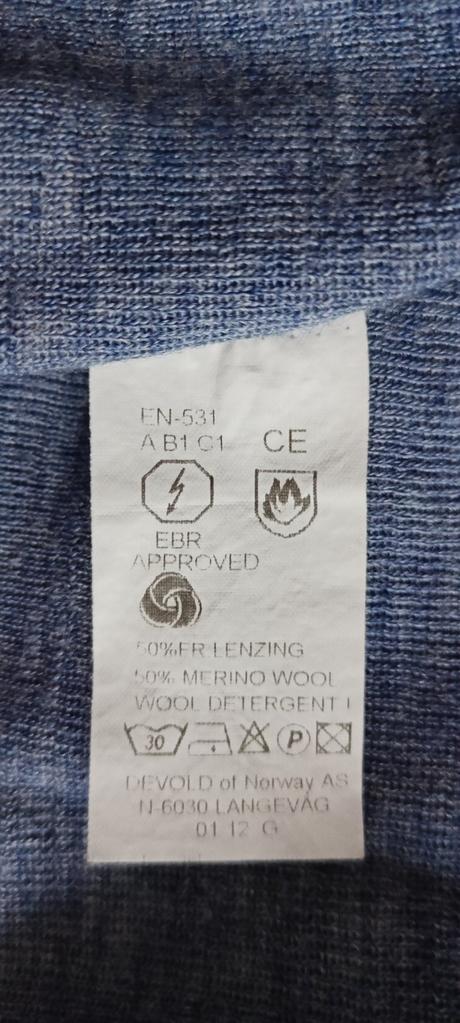 EN-531
A B1 C1 CE
EBR
APPROVED
50% FR LENZING
50% MERINO WOOL
WOOL DETERGENT !
30 P
DEVOLD of Norway AS
N-6030 LANGEVÅG
01 12 G